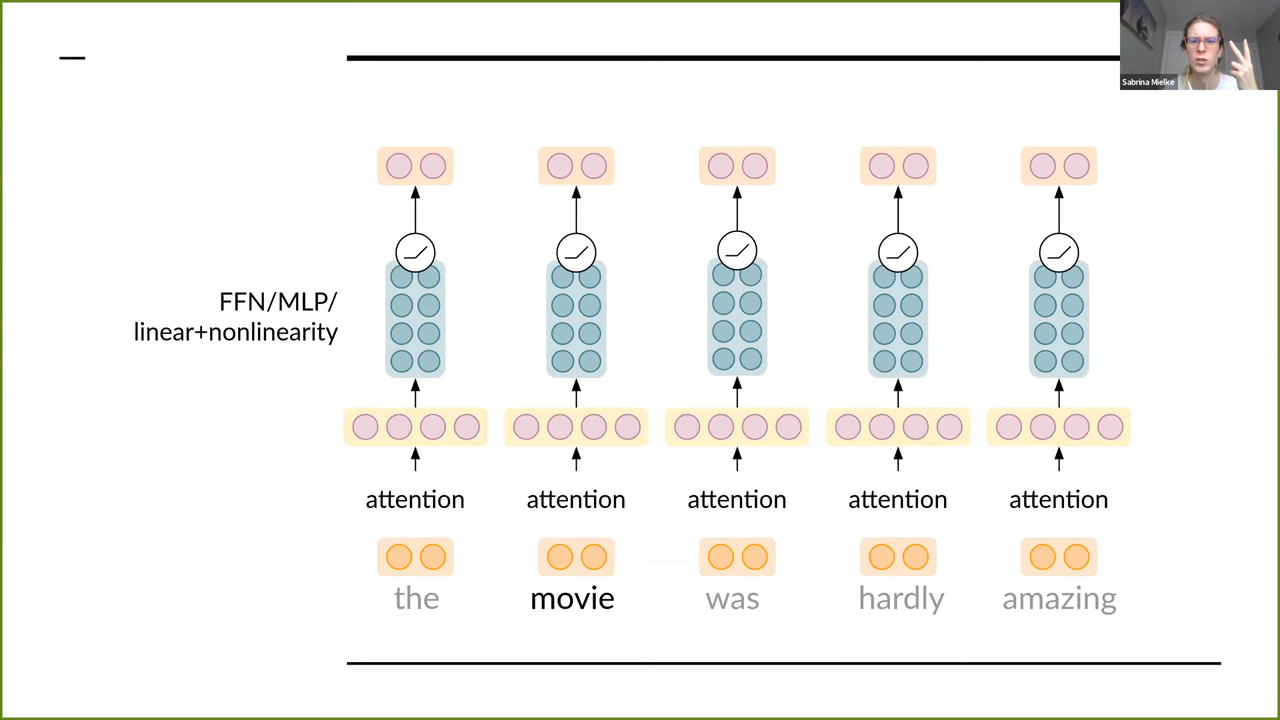 Sabrina Mielke
FFN/MLP/
linear+nonlinearity
attention attention attention attention attention
the movie was hardly amazing